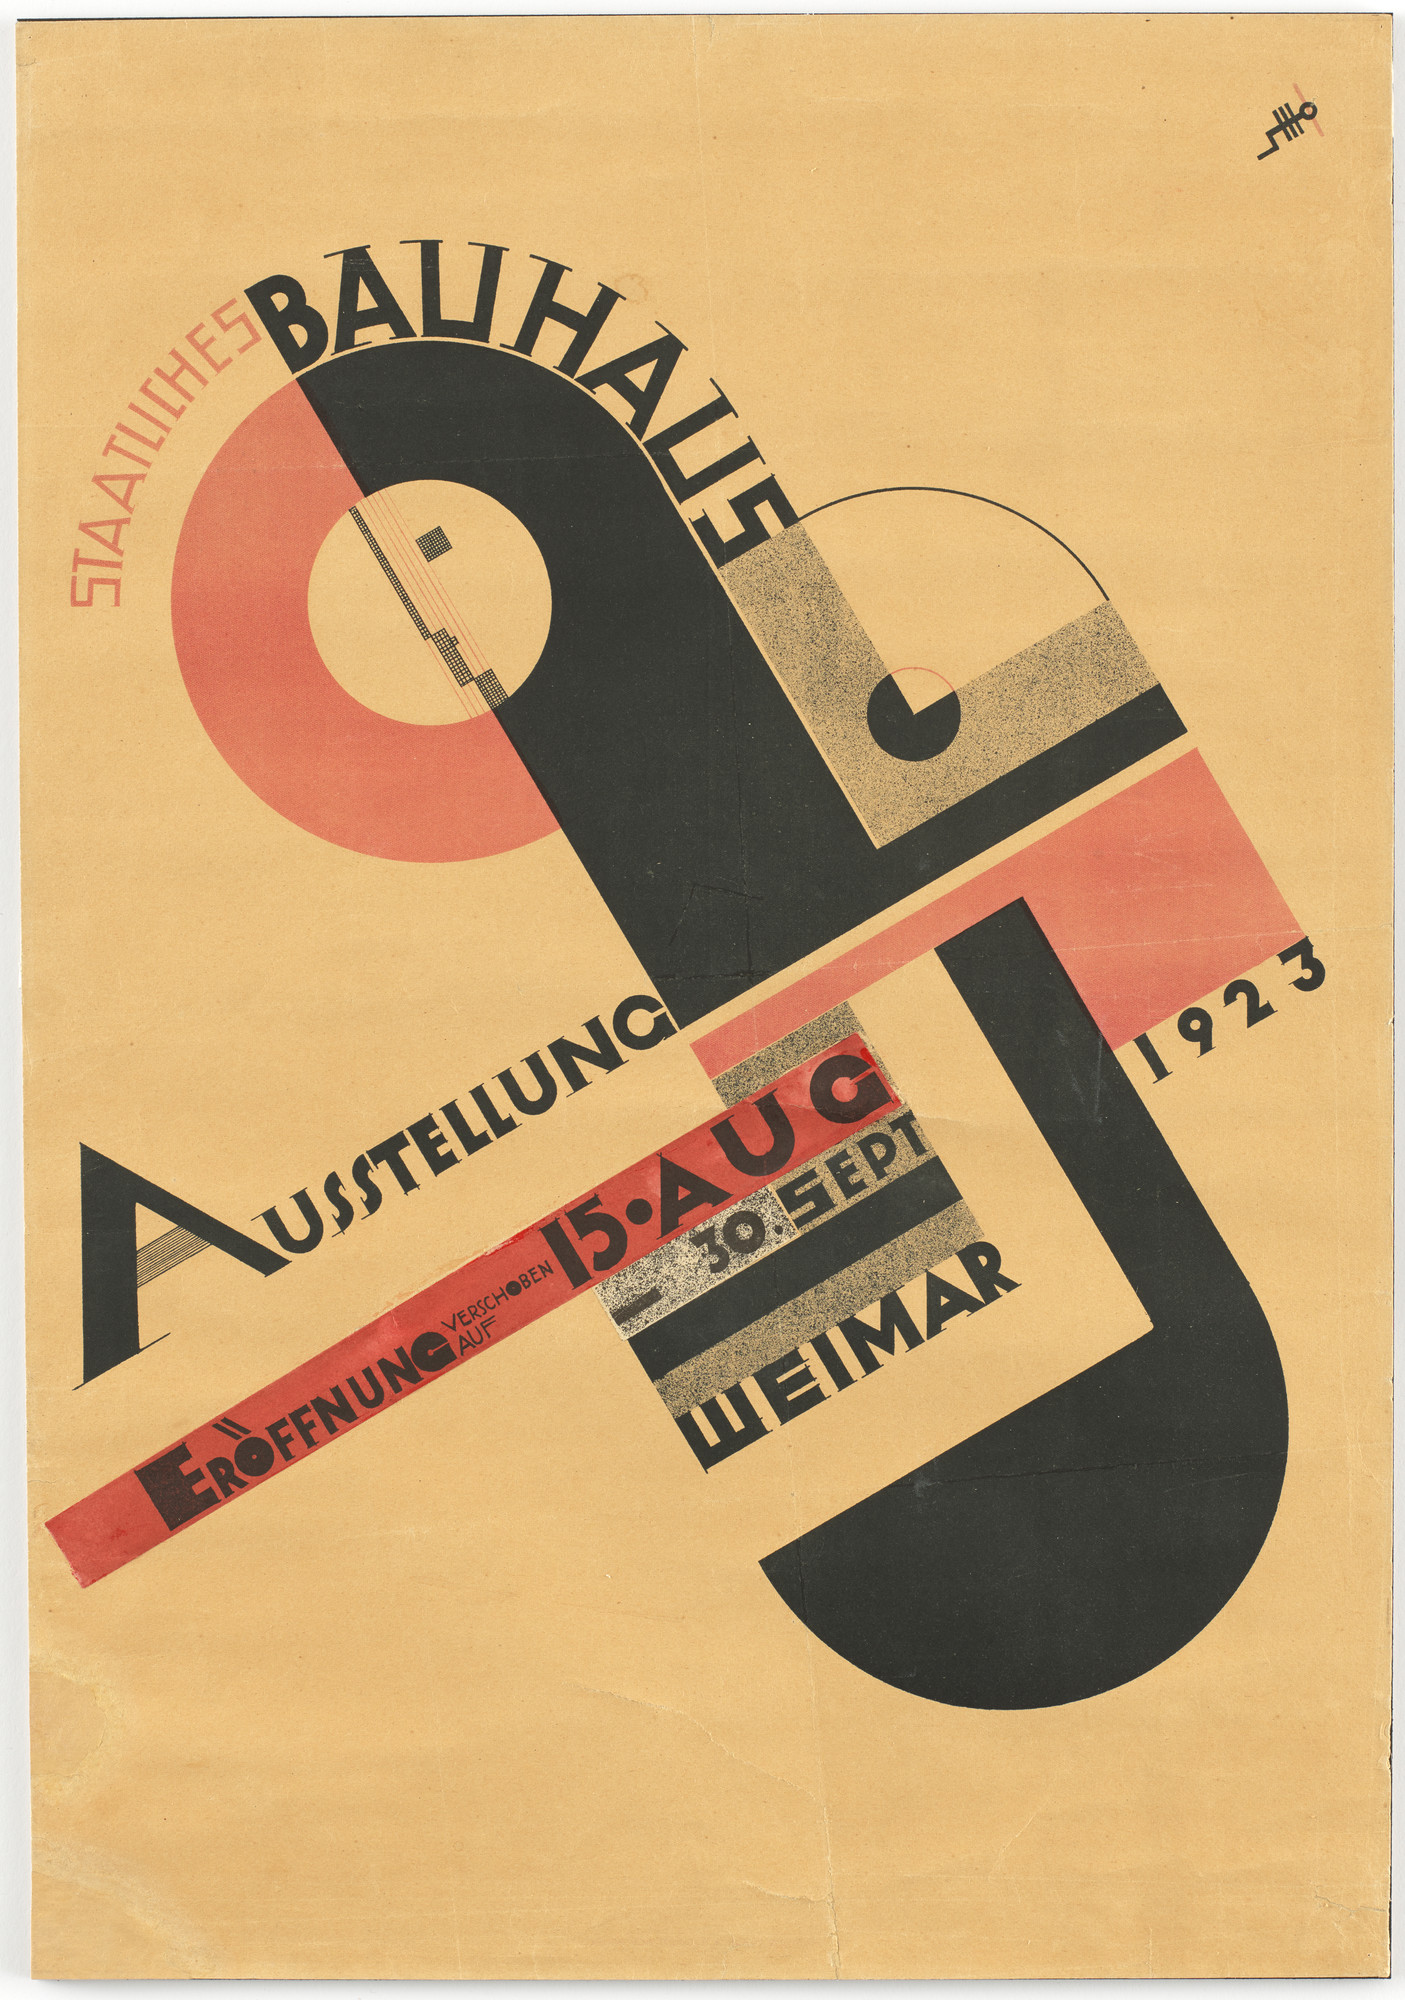 STAATLICHES BAUHAUS
AUSSTELLUNG
1923
ERÖFFNUNG VERSCHOBEN AUF 15. AUG
– 30. SEPT
WEIMAR